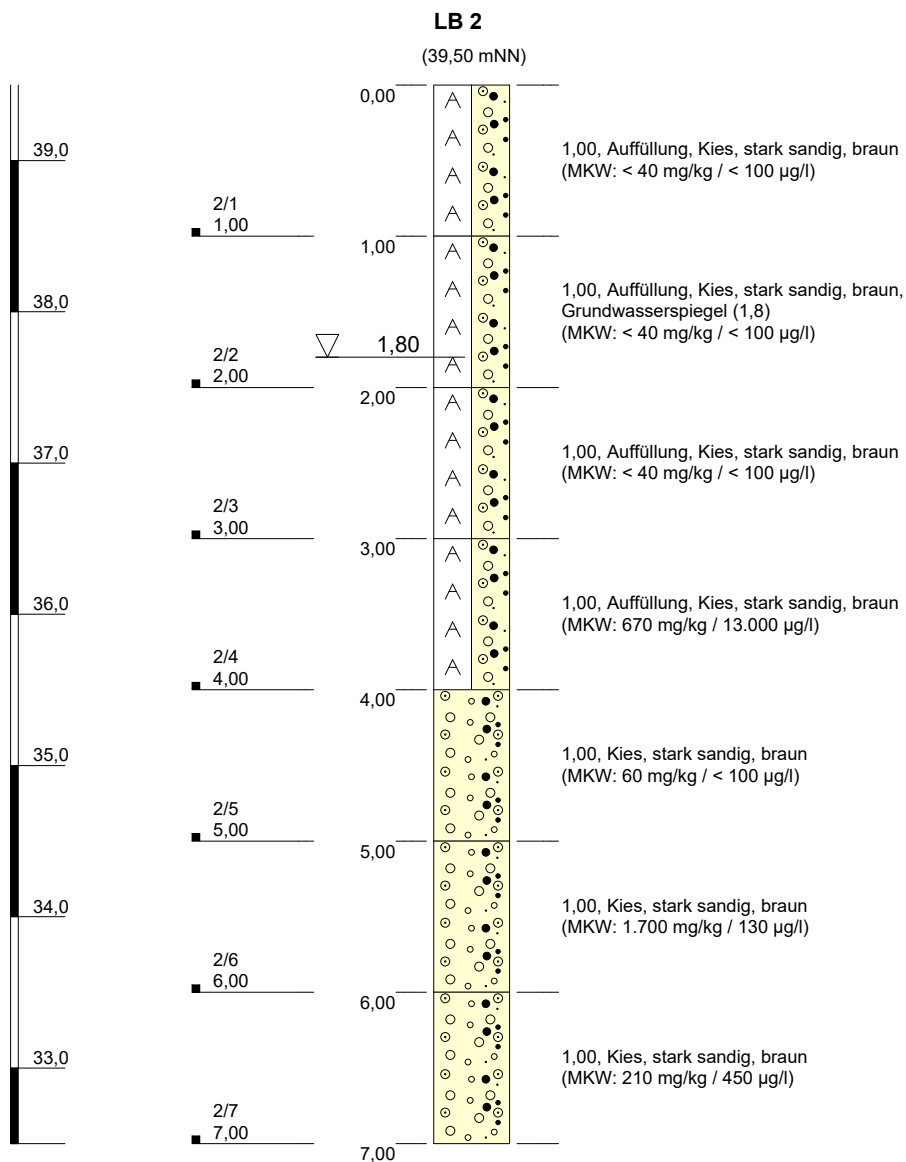 LB 2
(39,50 mNN)
0,00
1,00, Auffüllung, Kies, stark sandig, braun
(MKW: < 40 mg/kg / < 100 µg/l)
39,0
2/1
1,00
1,00
1,00, Auffüllung, Kies, stark sandig, braun,
Grundwasserspiegel (1,8)
(MKW: < 40 mg/kg / < 100 µg/l)
38,0
1,80
2/2
2,00
2,00
1,00, Auffüllung, Kies, stark sandig, braun
(MKW: < 40 mg/kg / < 100 µg/l)
37,0
2/3
3,00
3,00
1,00, Auffüllung, Kies, stark sandig, braun
(MKW: 670 mg/kg / 13.000 µg/l)
36,0
2/4
4,00
4,00
1,00, Kies, stark sandig, braun
(MKW: 60 mg/kg / < 100 µg/l)
35,0
2/5
5,00
5,00
1,00, Kies, stark sandig, braun
(MKW: 1.700 mg/kg / 130 µg/l)
34,0
2/6
6,00
6,00
1,00, Kies, stark sandig, braun
(MKW: 210 mg/kg / 450 µg/l)
33,0
2/7
7,00
7,00